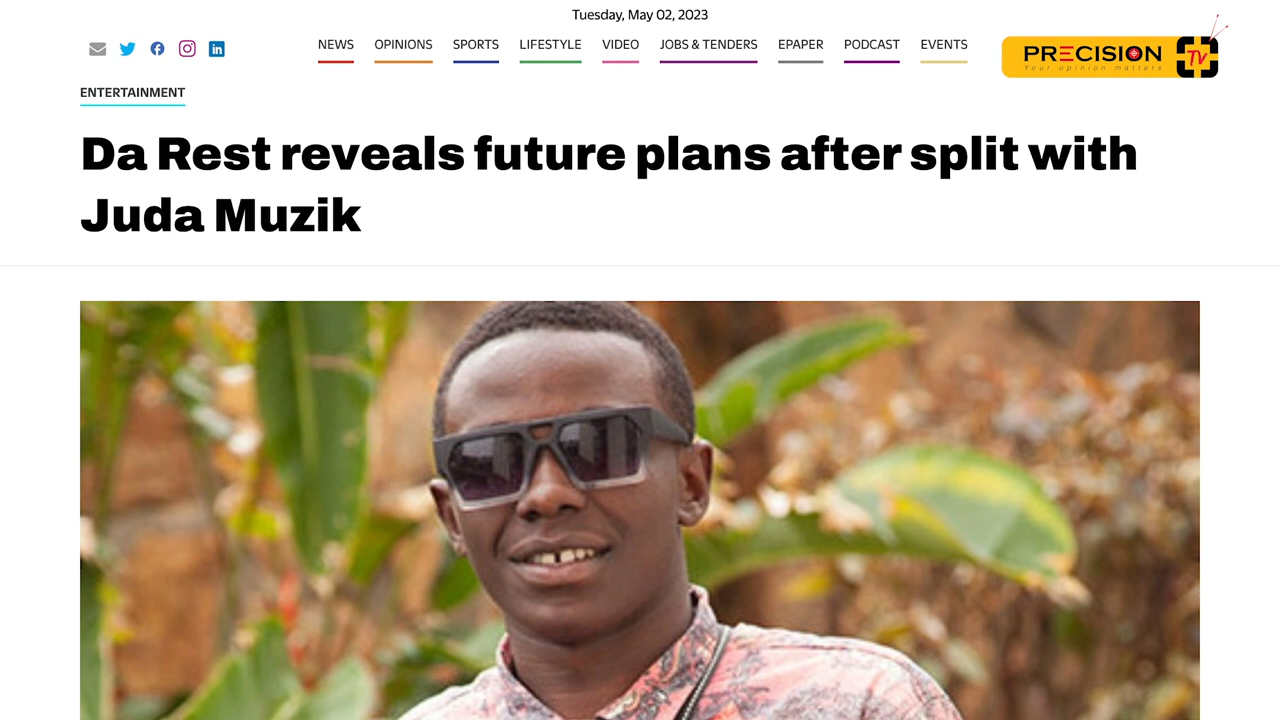 Tuesday, May 02, 2023
NEWS OPINIONS SPORTS LIFESTYLE VIDEO JOBS & TENDERS EPAPER PODCAST EVENTS
PRECISION TV
Your opinion matters
ENTERTAINMENT
Da Rest reveals future plans after split with
Juda Muzik